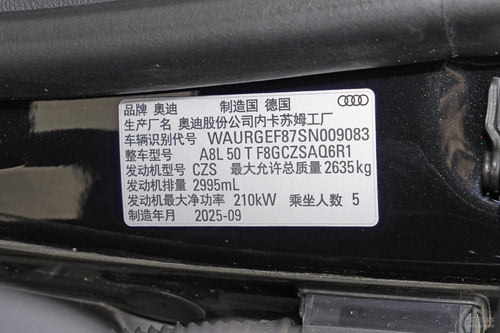 品牌 奥迪 制造国 德国
生产厂名 奥迪股份公司内卡苏姆工厂
车辆识别代号 WAURGEF87SN009083
整车型号 A8L 50 T F8GCZSAQ6R1
发动机型号 CZS 最大允许总质量 2635kg
发动机排量 2995mL
发动机最大净功率 210kW 乘坐人数 5
制造年月 2025-09